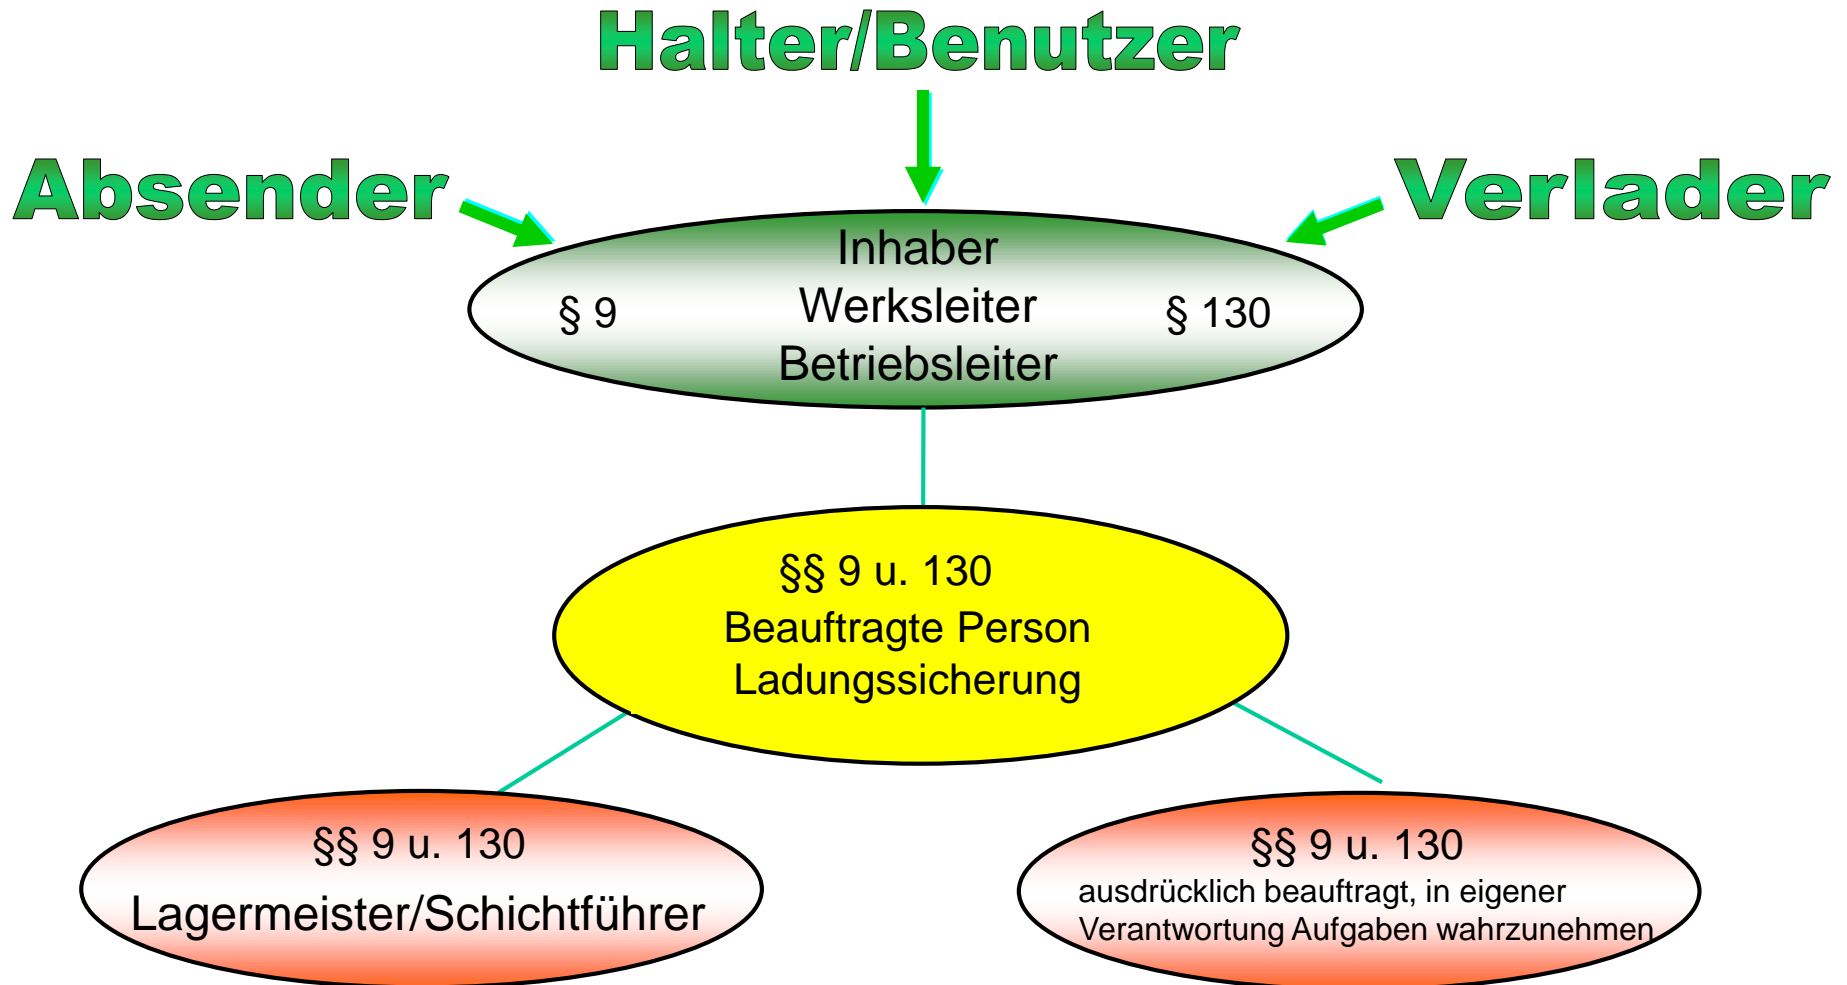 Halter/Benutzer
Absender
Verlader
Inhaber
§ 9
Werksleiter
§ 130
Betriebsleiter
§§ 9 u. 130
Beauftragte Person
Ladungssicherung
§§ 9 u. 130
Lagermeister/Schichtführer
§§ 9 u. 130
ausdrücklich beauftragt, in eigener
Verantwortung Aufgaben wahrzunehmen